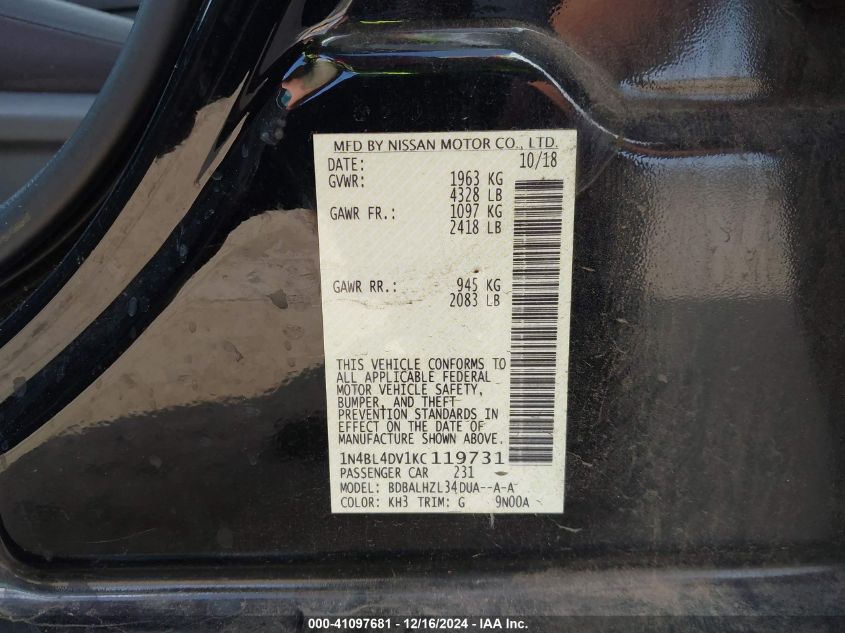 MFD BY NISSAN MOTOR CO., LTD.
DATE: 10/18
GVWR: 1963 KG
4328 LB
GAWR FR.: 1097 KG
2418 LB
GAWR RR.: 945 KG
2083 LB
THIS VEHICLE CONFORMS TO
ALL APPLICABLE FEDERAL
MOTOR VEHICLE SAFETY,
BUMPER, AND THEFT
PREVENTION STANDARDS IN
EFFECT ON THE DATE OF
MANUFACTURE SHOWN ABOVE.
1N4BL4DV1KC119731
PASSENGER CAR 231
MODEL: BDBALHZL34DUA--A-A
COLOR: KH3 TRIM: G 9N00A
000-41097681 - 12/16/2024 - IAA Inc.